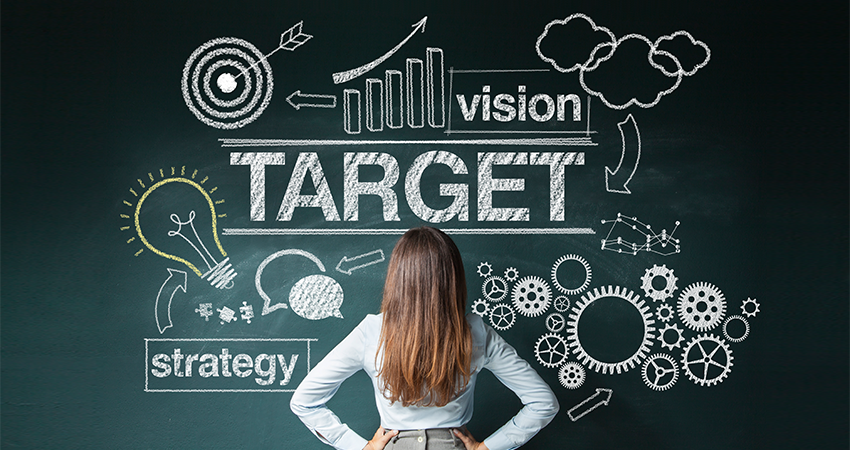 vision
TARGET
strategy